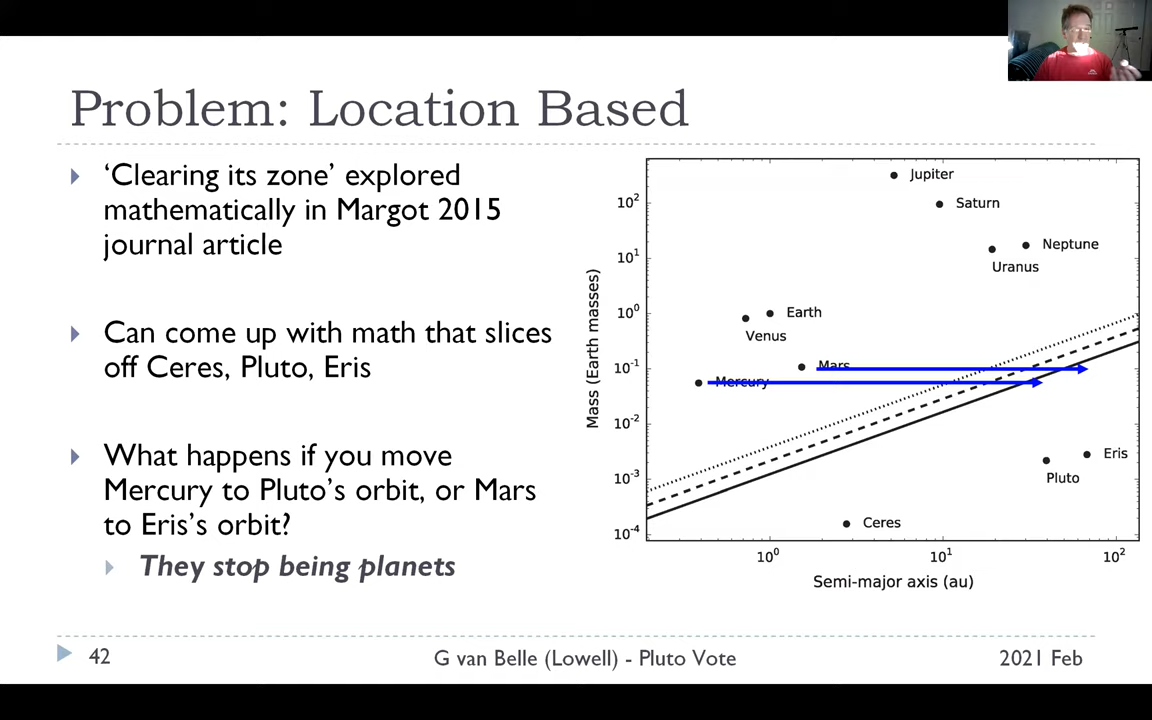 Problem: Location Based
‘Clearing its zone’ explored
mathematically in Margot 2015
journal article
Can come up with math that slices
off Ceres, Pluto, Eris
What happens if you move
Mercury to Pluto’s orbit, or Mars
to Eris’s orbit?
They stop being planets
Mass (Earth masses)
10²
10¹
10⁰
10⁻¹
10⁻²
10⁻³
10⁻⁴
Jupiter
Saturn
Neptune
Uranus
Earth
Venus
Mars
Mercury
Eris
Pluto
Ceres
10⁰ 10¹ 10²
Semi-major axis (au)
42 G van Belle (Lowell) - Pluto Vote 2021 Feb